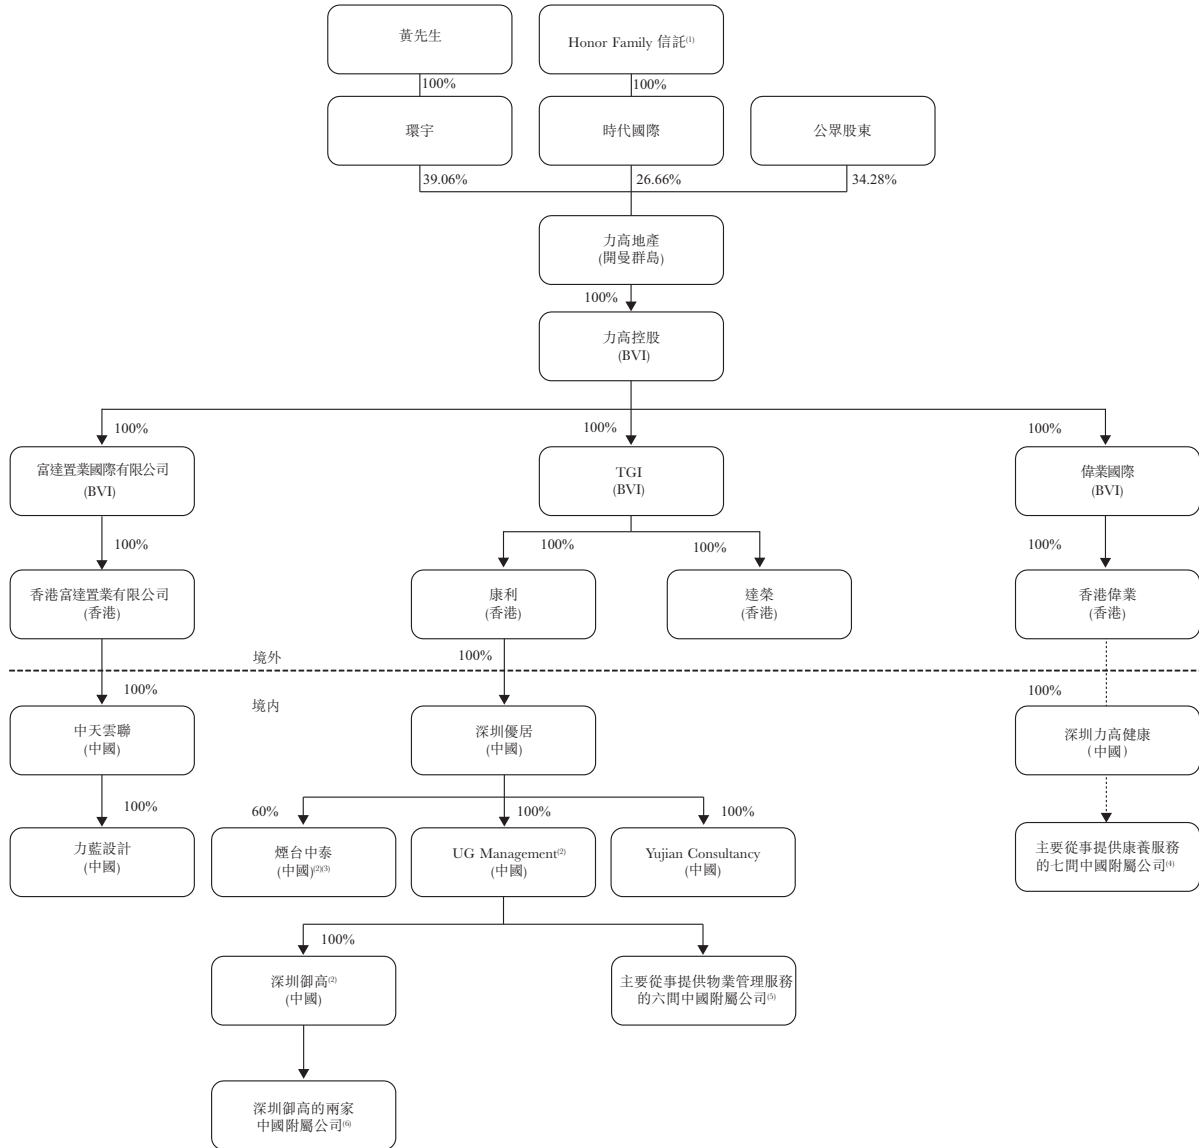 黃先生
Honor Family 信託(1)
100%
100%
環宇
時代國際
公眾股東
39.06%
26.66%
34.28%
力高地產
(開曼群島)
100%
力高控股
(BVI)
100%
100%
100%
富達置業國際有限公司
(BVI)
TGI
(BVI)
偉業國際
(BVI)
100%
100%
100%
100%
香港富達置業有限公司
(香港)
康利
(香港)
達榮
(香港)
香港偉業
(香港)
境外
100%
境內
100%
100%
中天雲聯
(中國)
深圳優居
(中國)
深圳力高健康
(中國)
100%
60%
100%
100%
力藍設計
(中國)
煙台中泰
(中國)(2)(3)
UG Management(2)
(中國)
Yujian Consultancy
(中國)
主要從事提供康養服務
的七間中國附屬公司(4)
100%
深圳御高(2)
(中國)
主要從事提供物業管理服務
的六間中國附屬公司(5)
深圳御高的兩家
中國附屬公司(6)